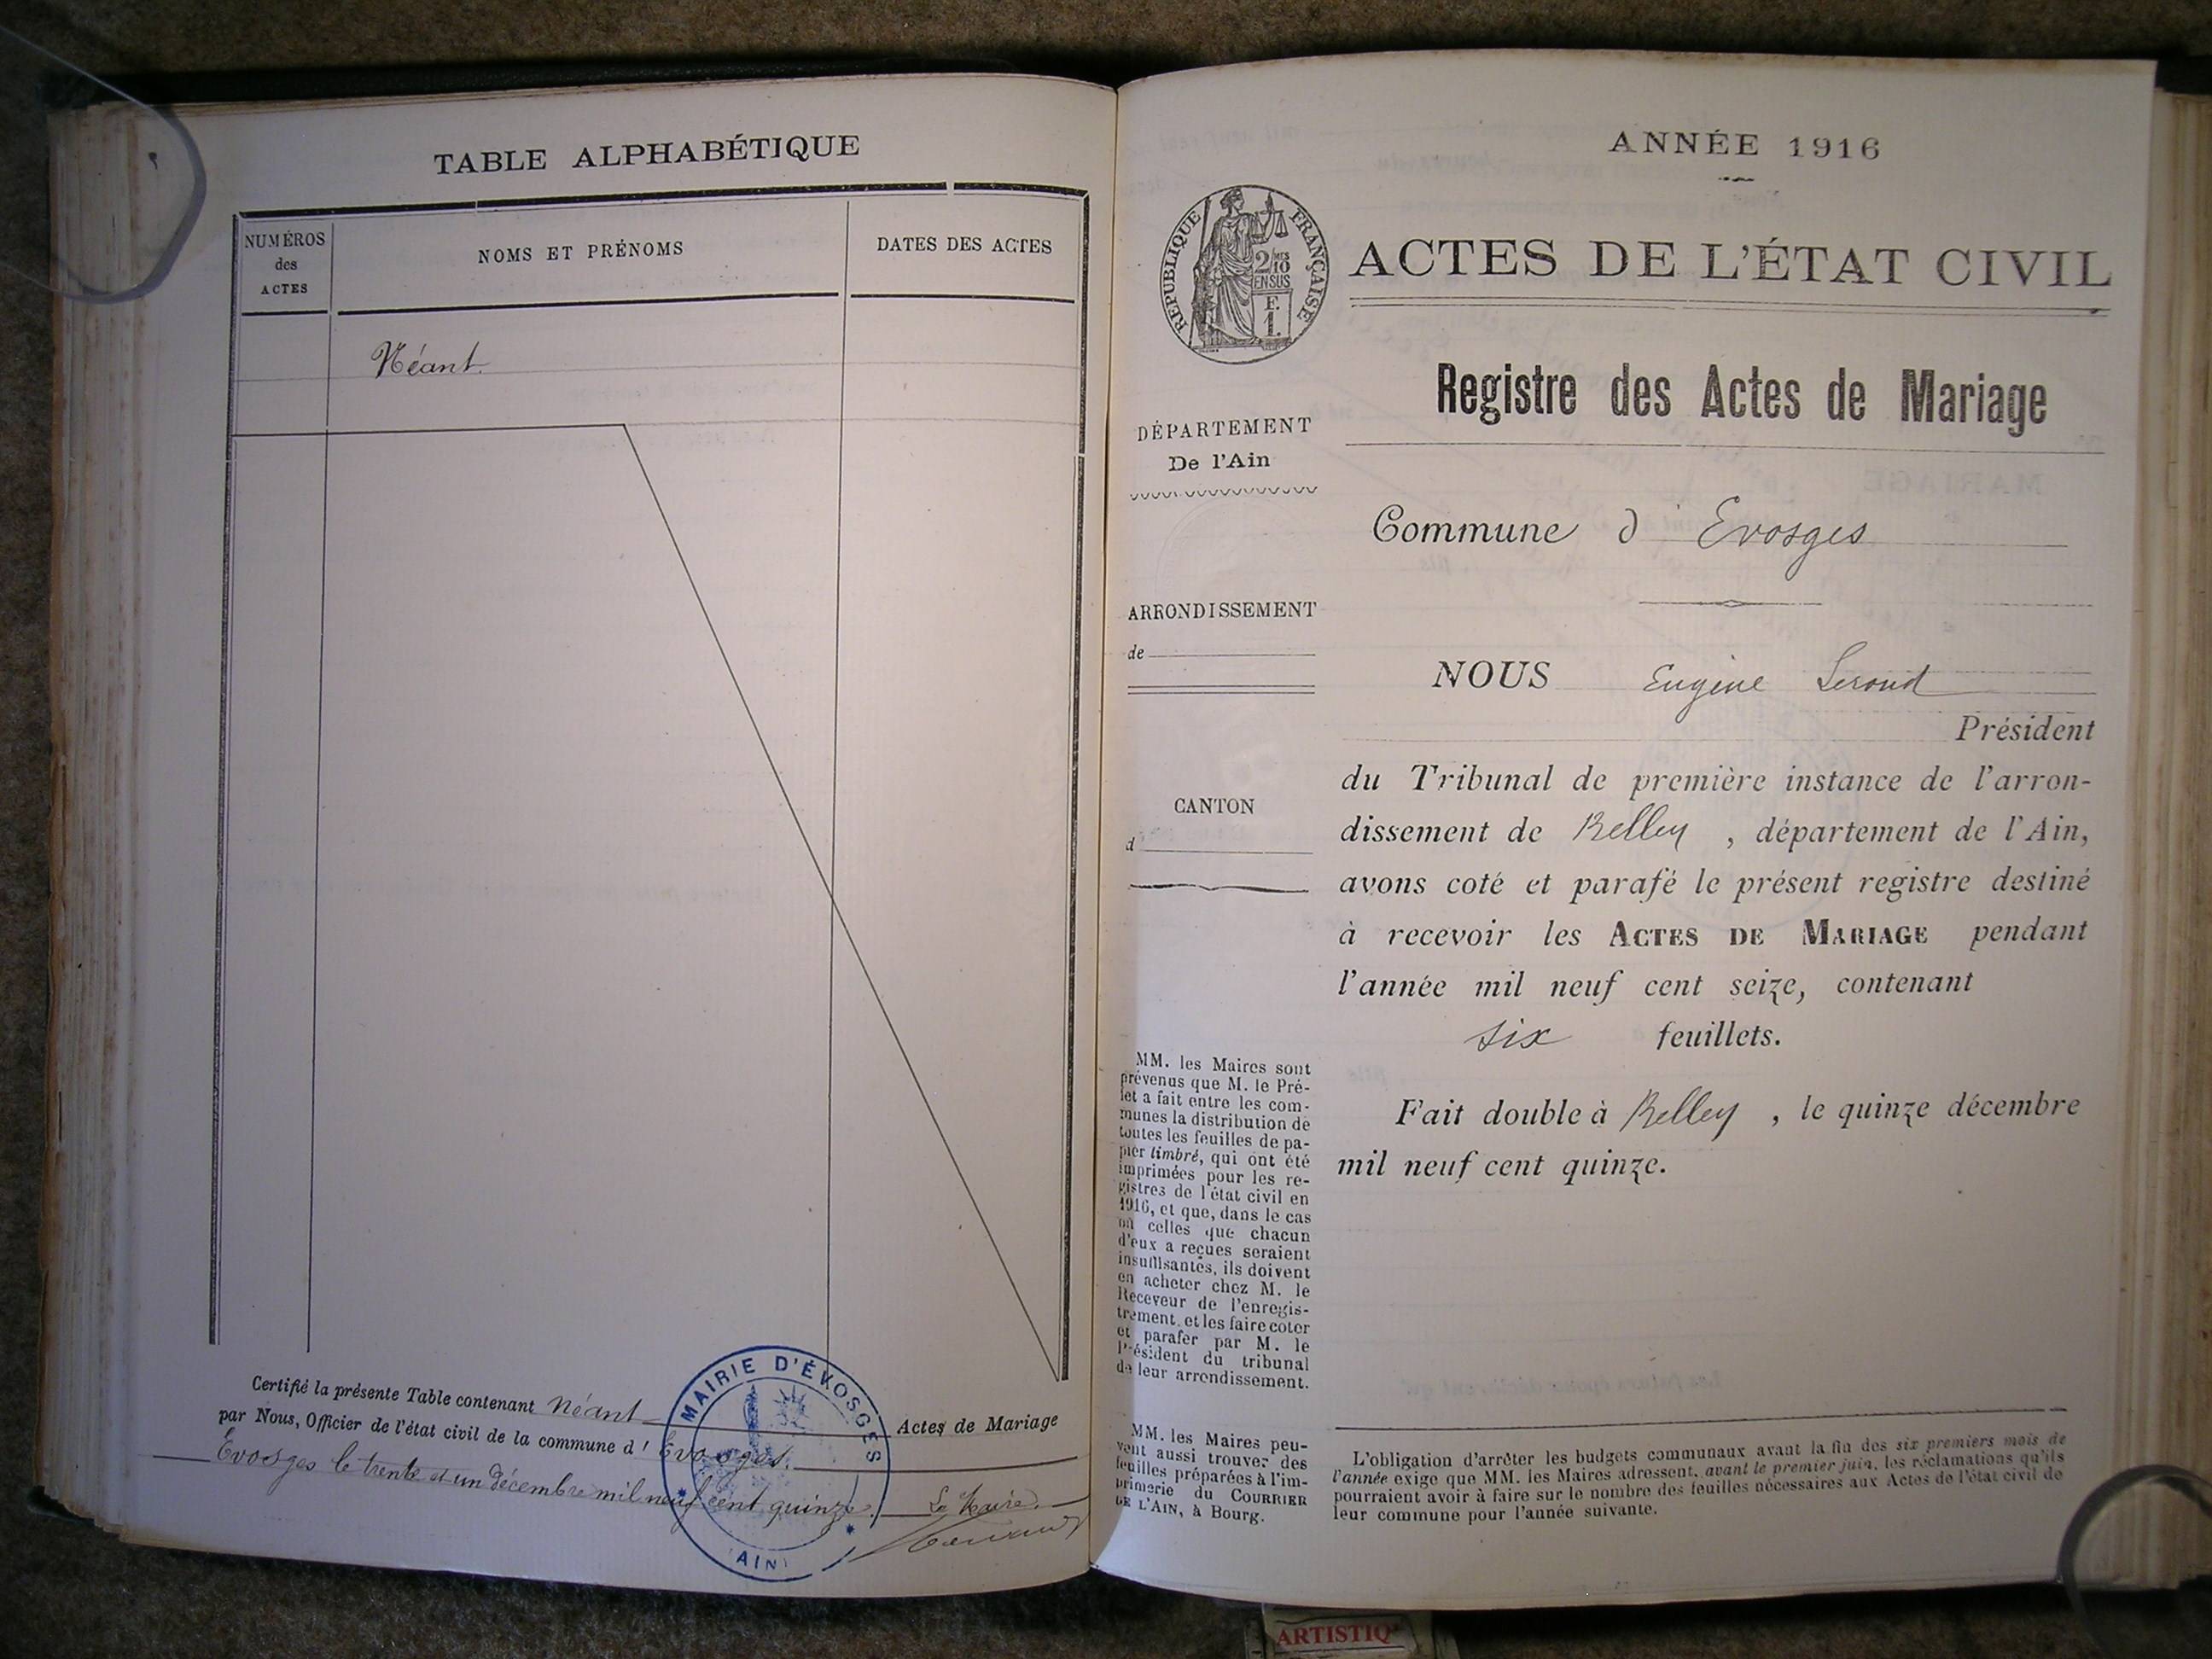 TABLE ALPHABÉTIQUE
NUMÉROS
des
ACTES
NOMS ET PRÉNOMS
DATES DES ACTES
Néant.
Certifié la présente Table contenant néant Actes de Mariage
par Nous, Officier de l'état civil de la commune d' Evosges.
Evosges le trente et un décembre mil neuf cent quinze. Le Maire.
MAIRIE D'ÉVOSGES
(AIN)
ANNÉE 1916
RÉPUBLIQUE FRANÇAISE
2/10
EN SUS
F.
1.
ACTES DE L'ÉTAT CIVIL
Registre des Actes de Mariage
DÉPARTEMENT
De l'Ain
ARRONDISSEMENT
de
CANTON
d
MM. les Maires sont
prévenus que M. le Pré-
fet a fait entre les com-
munes la distribution de
toutes les feuilles de pa-
pier timbré, qui ont été
imprimées pour les re-
gistres de l'état civil en
1916, et que, dans le cas
où celles que chacun
d'eux a reçues seraient
insuffisantes, ils doivent
en acheter chez M. le
Receveur de l'enregis-
trement, et les faire coter
et parafer par M. le
Président du tribunal
de leur arrondissement.
MM. les Maires peu-
vent aussi trouver des
feuilles préparées à l'im-
primerie du COURRIER
DE L'AIN, à Bourg.
Commune d' Evosges
NOUS Eugène
Président
du Tribunal de première instance de l'arron-
dissement de Belley , département de l'Ain,
avons coté et parafé le présent registre destiné
à recevoir les ACTES DE MARIAGE pendant
l'année mil neuf cent seize, contenant
six feuillets.
Fait double à Belley , le quinze décembre
mil neuf cent quinze.
L'obligation d'arrêter les budgets communaux avant la fin des six premiers mois de
l'année exige que MM. les Maires adressent, avant le premier juin, les réclamations qu'ils
pourraient avoir à faire sur le nombre des feuilles nécessaires aux Actes de l'état civil de
leur commune pour l'année suivante.
ARTISTIQ